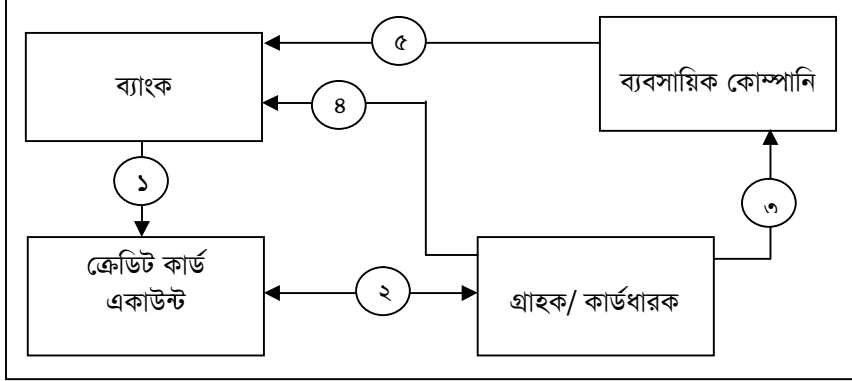 ৫
ব্যাংক
ব্যবসায়িক কোম্পানি
৪
১
৩
ক্রেডিট কার্ড
একাউন্ট
২
গ্রাহক/ কার্ডধারক